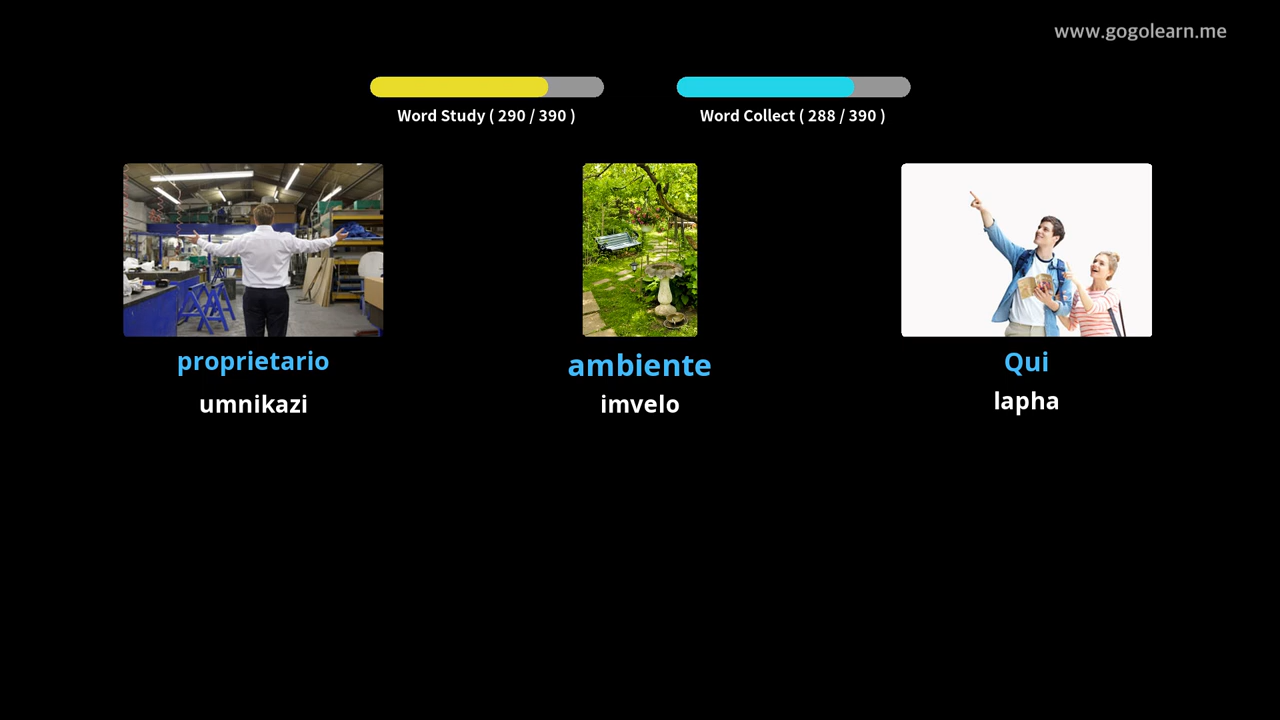 www.gogolearn.me
Word Study ( 290 / 390 )
Word Collect ( 288 / 390 )
proprietario
umnikazi
ambiente
imvelo
Qui
lapha